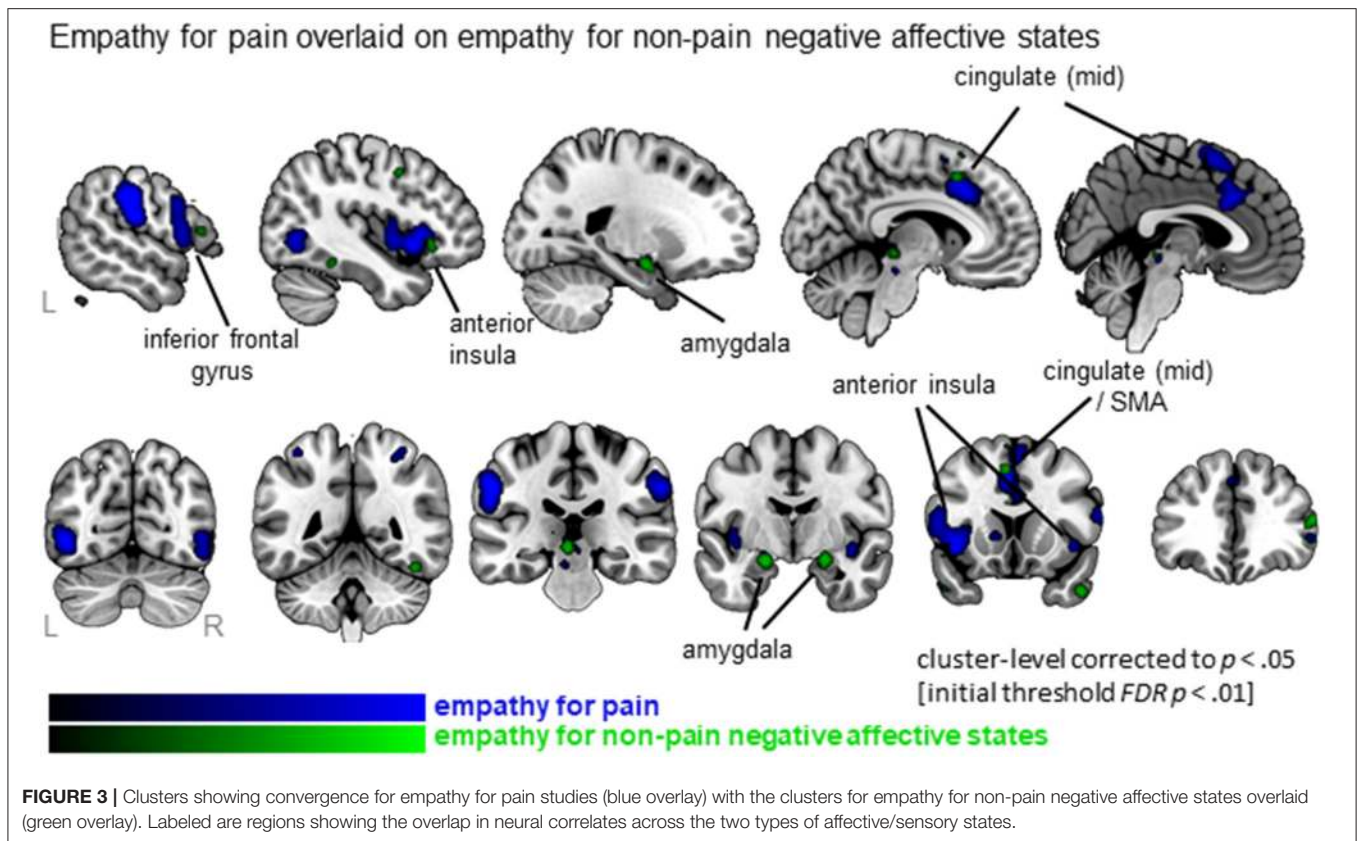 Empathy for pain overlaid on empathy for non-pain negative affective states
cingulate (mid)
L
inferior frontal
gyrus
anterior
insula
amygdala
anterior insula
cingulate (mid)
/ SMA
L
R
amygdala
cluster-level corrected to p < .05
[initial threshold FDR p < .01]
empathy for pain
empathy for non-pain negative affective states
FIGURE 3 | Clusters showing convergence for empathy for pain studies (blue overlay) with the clusters for empathy for non-pain negative affective states overlaid
(green overlay). Labeled are regions showing the overlap in neural correlates across the two types of affective/sensory states.